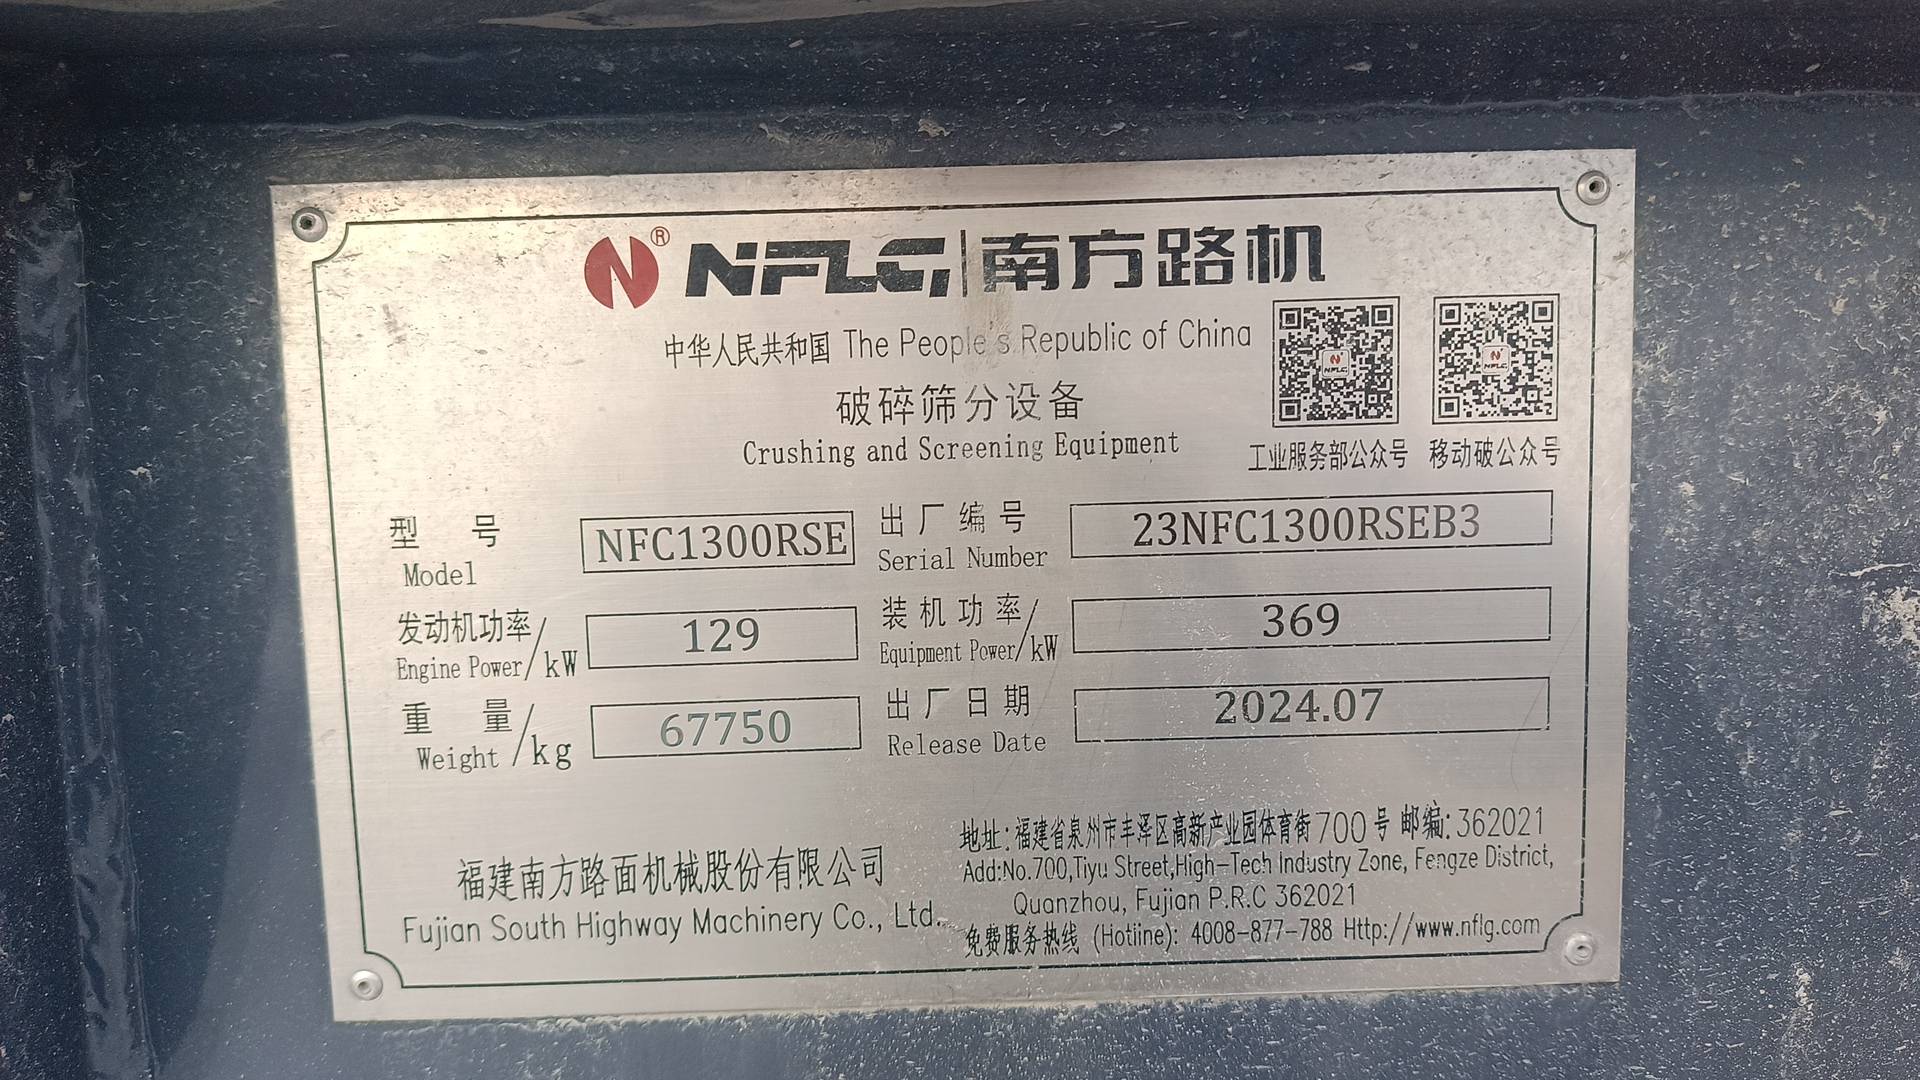 N® NFLG 南方路机
中华人民共和国 The People's Republic of China
破碎筛分设备
Crushing and Screening Equipment
工业服务部公众号 移动破公众号
型号 NFC1300RSE 出厂编号 23NFC1300RSEB3
Model Serial Number
发动机功率/kW 129 装机功率/kW 369
Engine Power Equipment Power
重量/kg 67750 出厂日期 2024.07
Weight Release Date
福建南方路面机械股份有限公司
Fujian South Highway Machinery Co., Ltd.
地址:福建省泉州市丰泽区高新产业园体育街700号 邮编:362021
Add:No.700,Tiyu Street,High-Tech Industry Zone, Fengze District,
Quanzhou, Fujian P.R.C 362021
免费服务热线 (Hotiine): 4008-877-788 Http://www.nflg.com